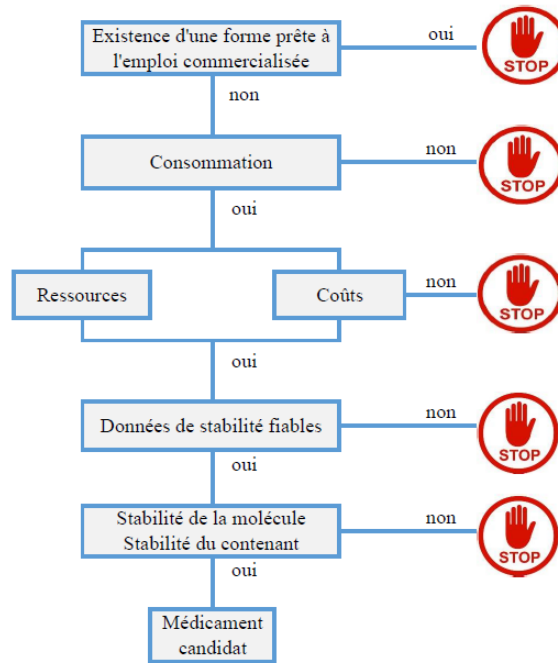 Existence d'une forme prête à
l'emploi commercialisée
oui
STOP
non
Consommation
non
STOP
oui
Ressources
Coûts
non
STOP
oui
Données de stabilité fiables
non
STOP
oui
Stabilité de la molécule
Stabilité du contenant
non
STOP
oui
Médicament
candidat